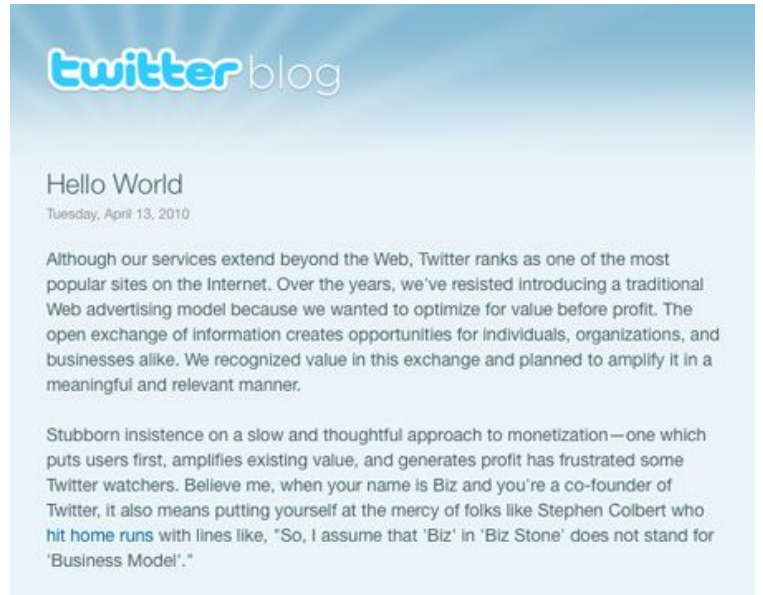 twitter blog
Hello World
Tuesday, April 13, 2010
Although our services extend beyond the Web, Twitter ranks as one of the most
popular sites on the Internet. Over the years, we've resisted introducing a traditional
Web advertising model because we wanted to optimize for value before profit. The
open exchange of information creates opportunities for individuals, organizations, and
businesses alike. We recognized value in this exchange and planned to amplify it in a
meaningful and relevant manner.
Stubborn insistence on a slow and thoughtful approach to monetization—one which
puts users first, amplifies existing value, and generates profit has frustrated some
Twitter watchers. Believe me, when your name is Biz and you're a co-founder of
Twitter, it also means putting yourself at the mercy of folks like Stephen Colbert who
hit home runs with lines like, "So, I assume that 'Biz' in 'Biz Stone' does not stand for
'Business Model'."